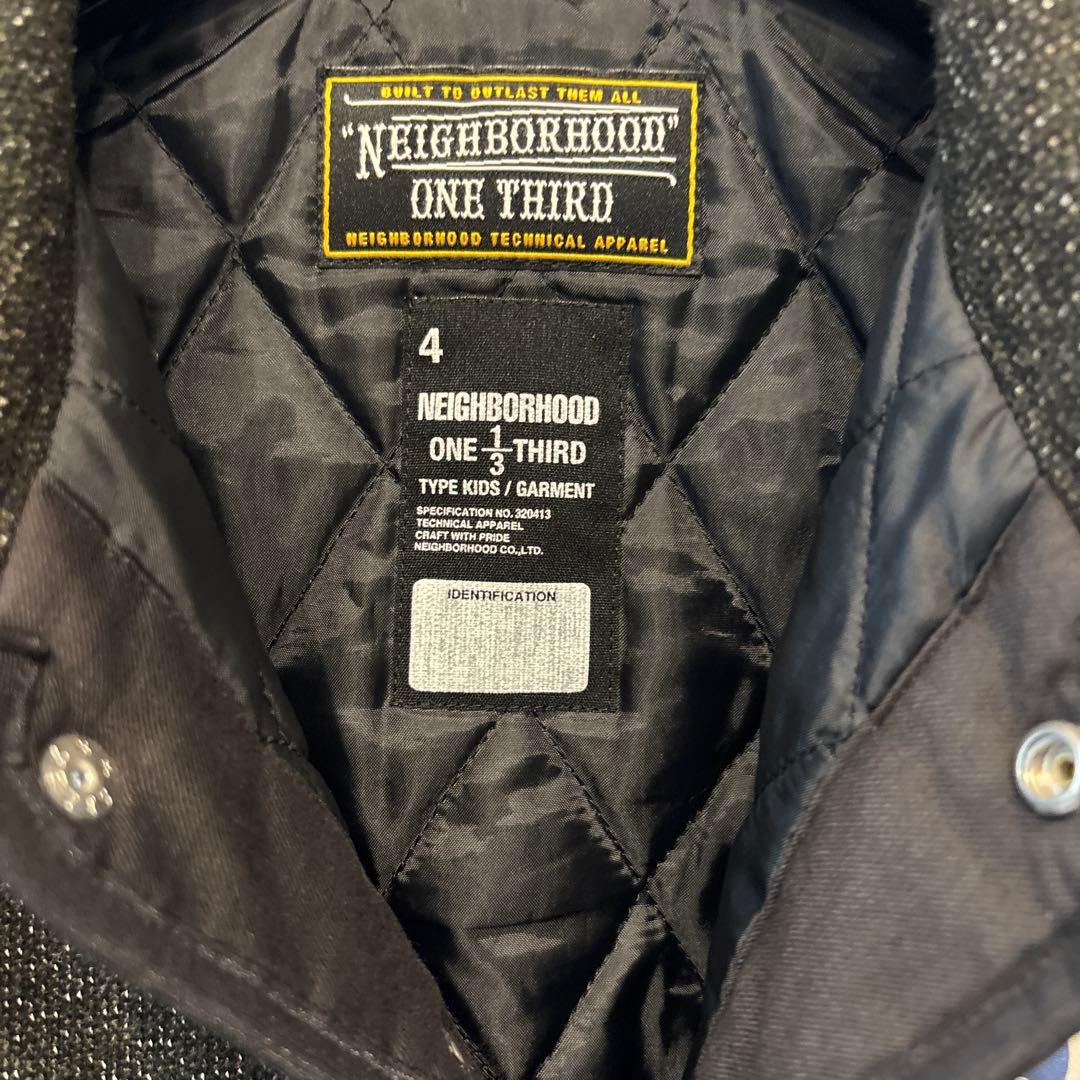 BUILT TO OUTLAST THEM ALL
"NEIGHBORHOOD"
ONE THIRD
NEIGHBORHOOD TECHNICAL APPAREL
4
NEIGHBORHOOD
ONE 1/3 THIRD
TYPE KIDS / GARMENT
SPECIFICATION NO. 320413
TECHNICAL APPAREL
CRAFT WITH PRIDE
NEIGHBORHOOD CO.,LTD.
IDENTIFICATION